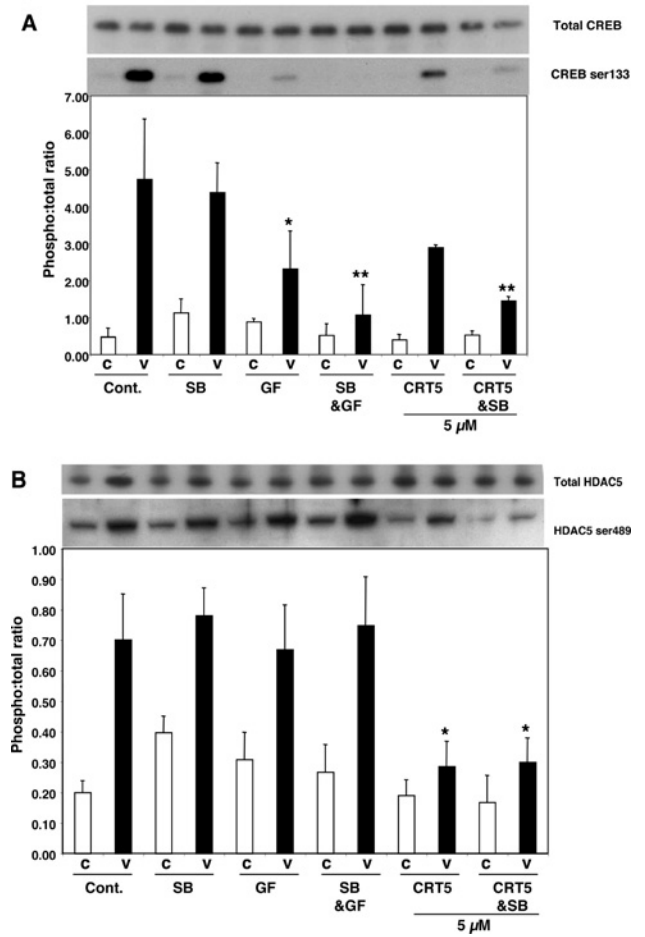 A
Total CREB
CREB ser133
Phospho:total ratio
7.00
6.00
5.00
4.00
3.00
2.00
1.00
0.00
* ** **
c v c v c v c v c v c v
Cont. SB GF SB &GF CRT5 CRT5 &SB
5 µM
B
Total HDAC5
HDAC5 ser489
Phospho:total ratio
1.00
0.90
0.80
0.70
0.60
0.50
0.40
0.30
0.20
0.10
0.00
* *
c v c v c v c v c v c v
Cont. SB GF SB &GF CRT5 CRT5 &SB
5 µM